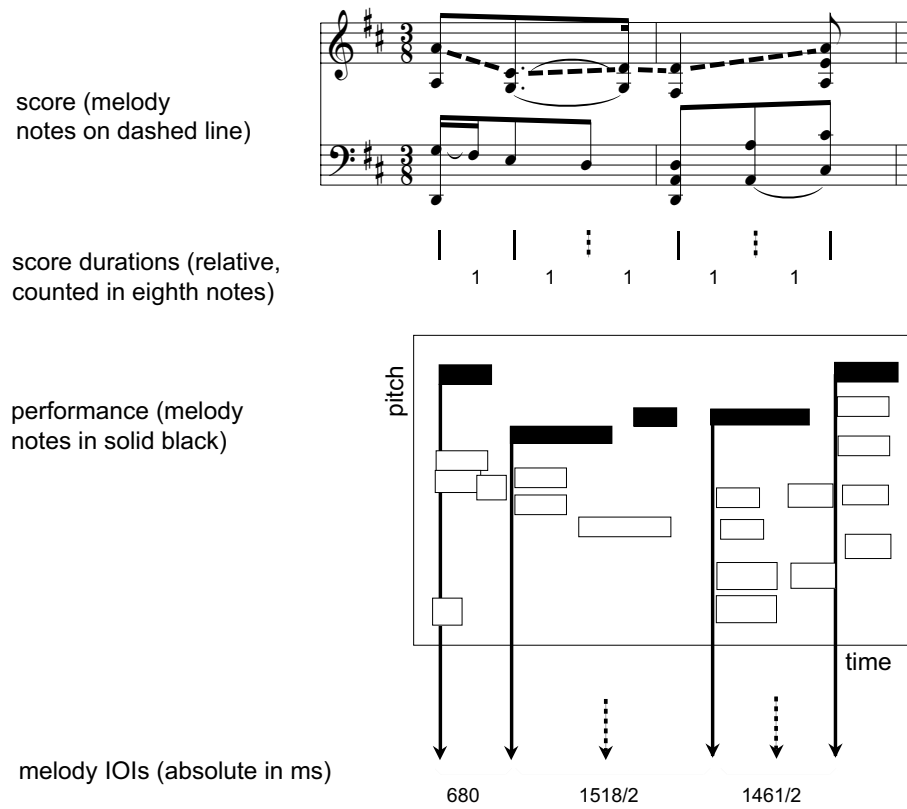 3
8
score (melody
notes on dashed line)
3
8
score durations (relative,
counted in eighth notes)
1 1 1 1 1
pitch
performance (melody
notes in solid black)
time
melody IOIs (absolute in ms)
680 1518/2 1461/2